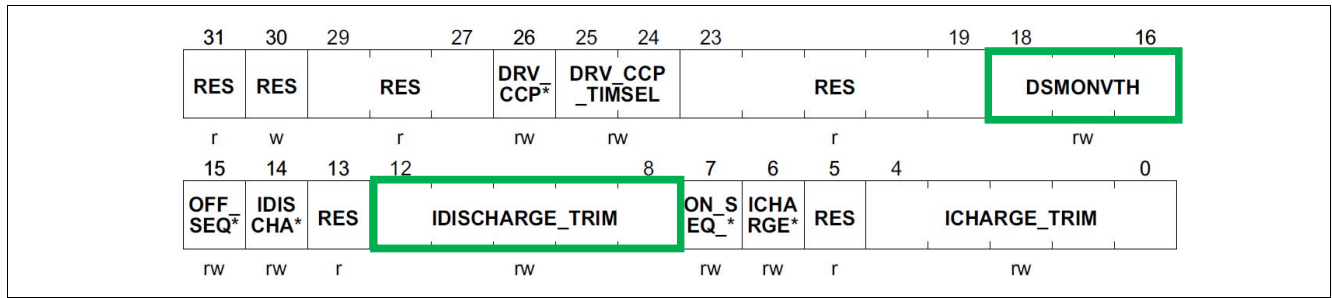 31 30 29 27 26 25 24 23 19 18 16
RES RES RES DRV_ DRV_CCP RES DSMONVTH
CCP* _TIMSEL
r w r rw rw r rw
15 14 13 12 8 7 6 5 4 0
OFF_ IDIS RES IDISCHARGE_TRIM ON_S ICHA RES ICHARGE_TRIM
SEQ* CHA* EQ_* RGE*
rw rw r rw rw rw r rw